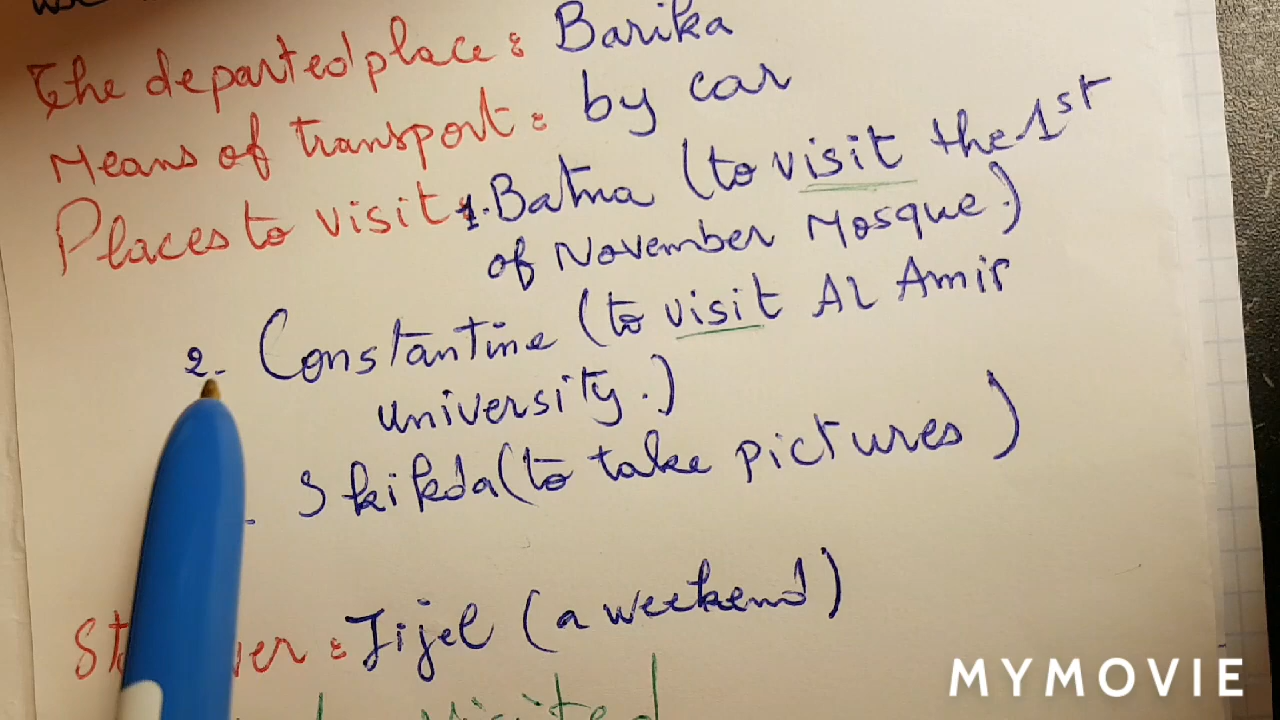 The departed place : Barika
Means of transport : by car
Places to visit : 1. Batna (to visit the 1st
of November Mosque.)
2. Constantine (to visit Al Amir
university.)
. Skikda (to take pictures)
: Jijel (a weekend)
visited
MYMOVIE